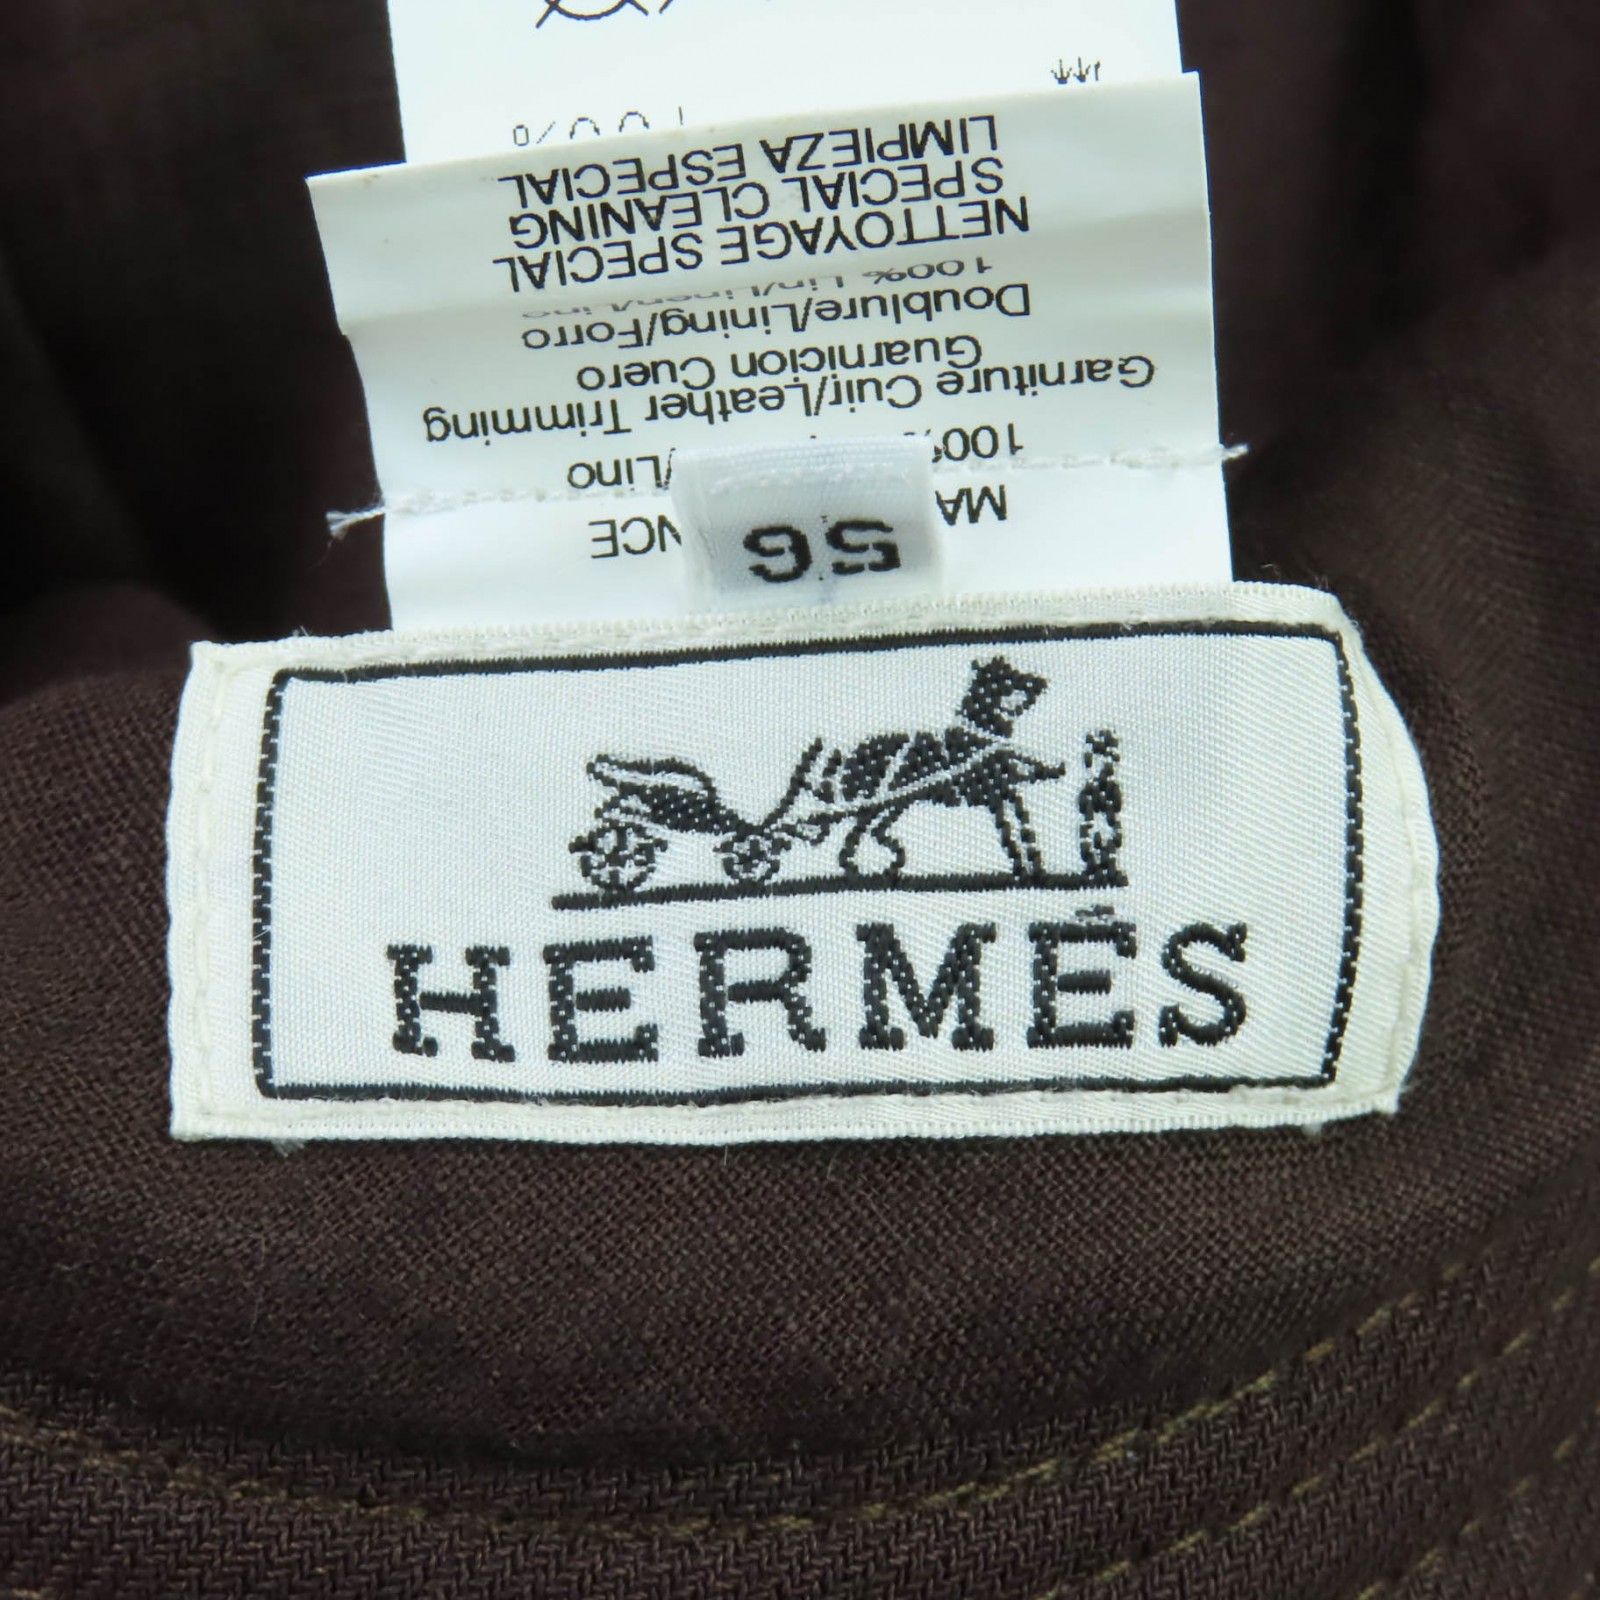 MA NCE
100% /Lino
Garniture Cuir/Leather Trimming
Guarnicion Cuero
Doublure/Lining/Forro
100% Lin/Linen/Lino
NETTOYAGE SPECIAL
SPECIAL CLEANING
LIMPIEZA ESPECIAL
100%
56
HERMÈS